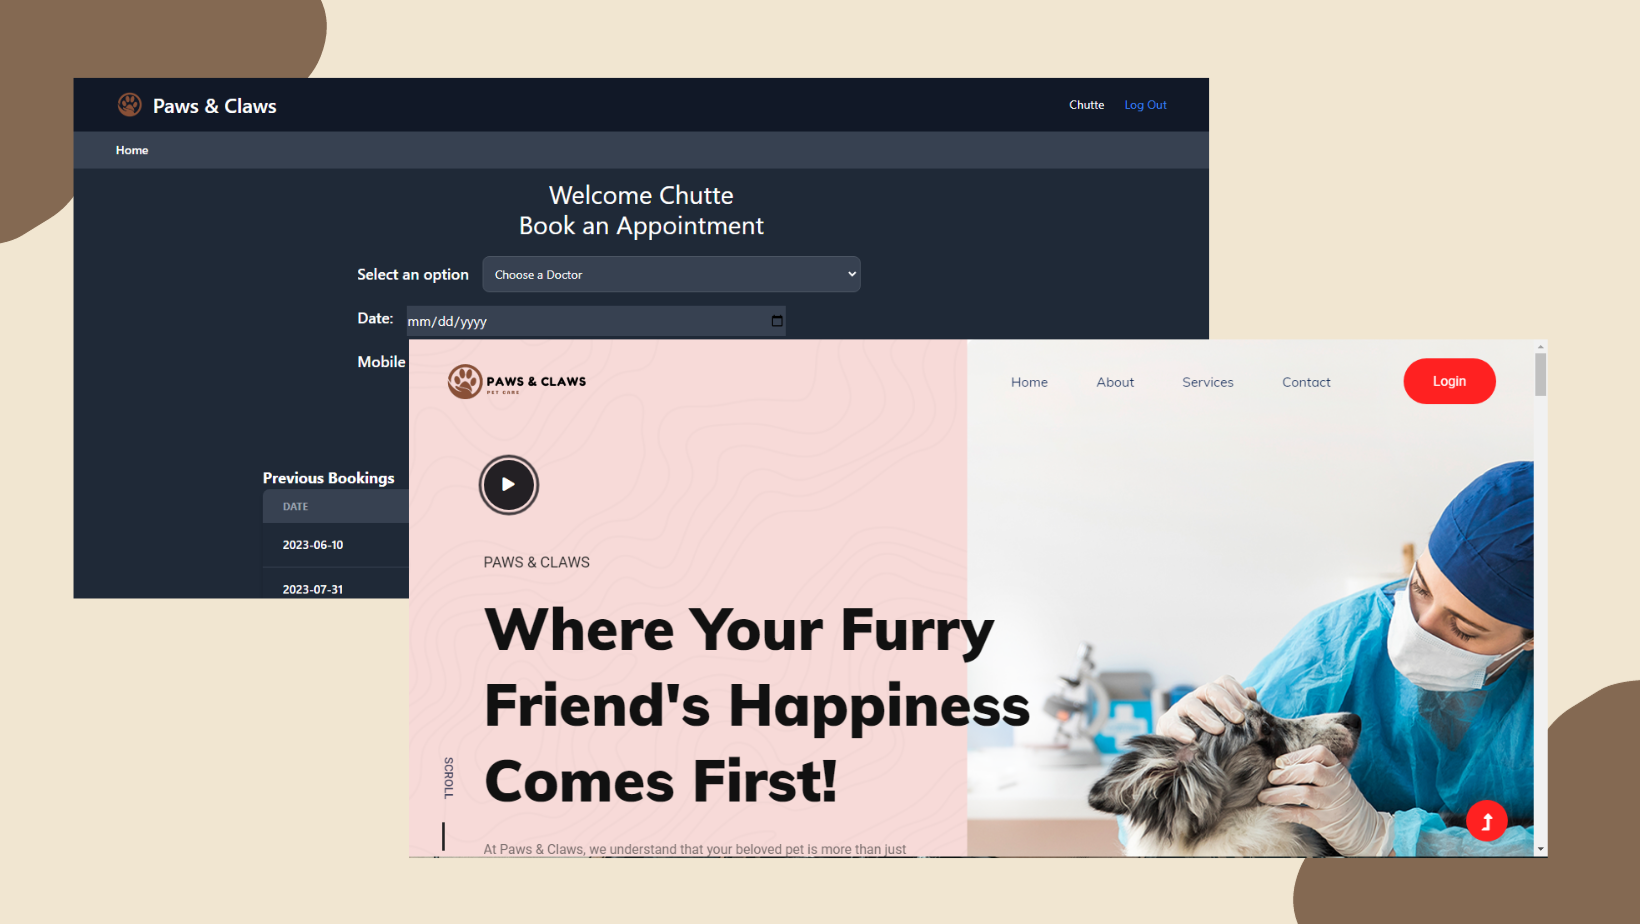 Paws & Claws
Chutte
Log Out
Home
Welcome Chutte
Book an Appointment
Select an option
Choose a Doctor
Date:
mm/dd/yyyy
Mobile
Previous Bookings
DATE
2023-06-10
2023-07-31
PAWS & CLAWS
PET CARE
Home
About
Services
Contact
Login
PAWS & CLAWS
Where Your Furry
Friend's Happiness
Comes First!
SCROLL
At Paws & Claws, we understand that your beloved pet is more than just